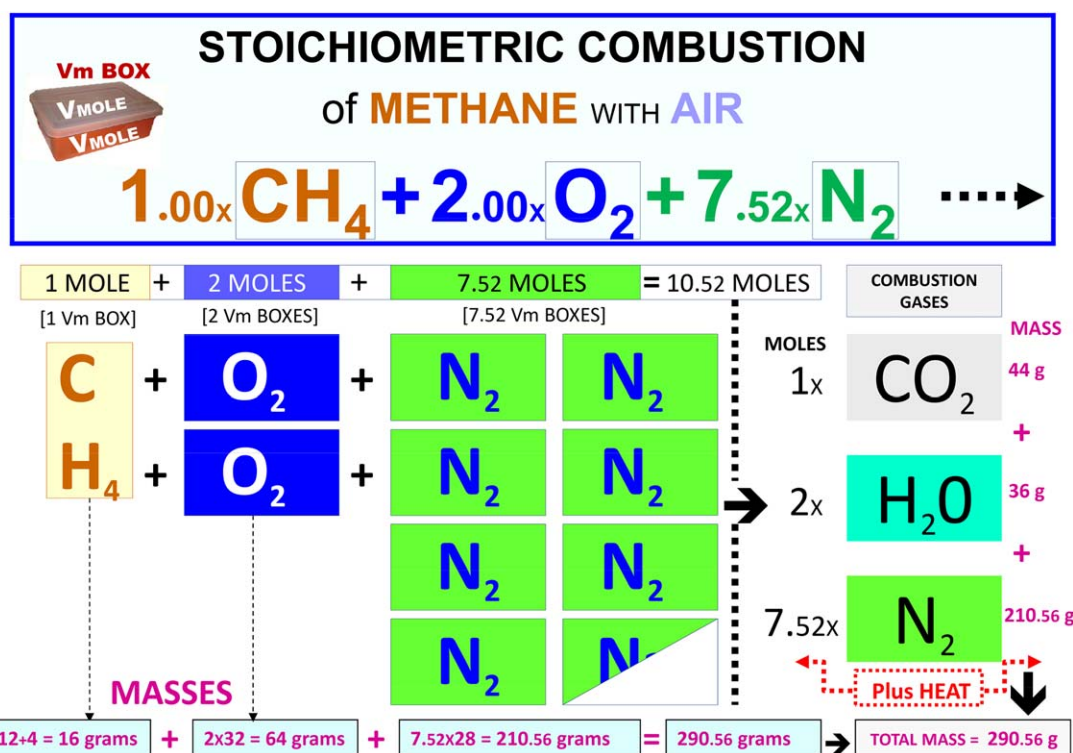 STOICHIOMETRIC COMBUSTION
Vm BOX
VMOLE
VMOLE
of METHANE WITH AIR
1.00x CH4 + 2.00x O2 + 7.52x N2
1 MOLE + 2 MOLES + 7.52 MOLES = 10.52 MOLES
[1 Vm BOX] [2 Vm BOXES] [7.52 Vm BOXES]
COMBUSTION
GASES
MASS
MOLES
C + O2 + N2 N2
1x CO2 44 g
+
H4 + O2 + N2 N2
2x H20 36 g
+
N2 N2
7.52x N2 210.56 g
N2 N2
Plus HEAT
MASSES
12+4 = 16 grams + 2x32 = 64 grams + 7.52x28 = 210.56 grams = 290.56 grams TOTAL MASS = 290.56 g